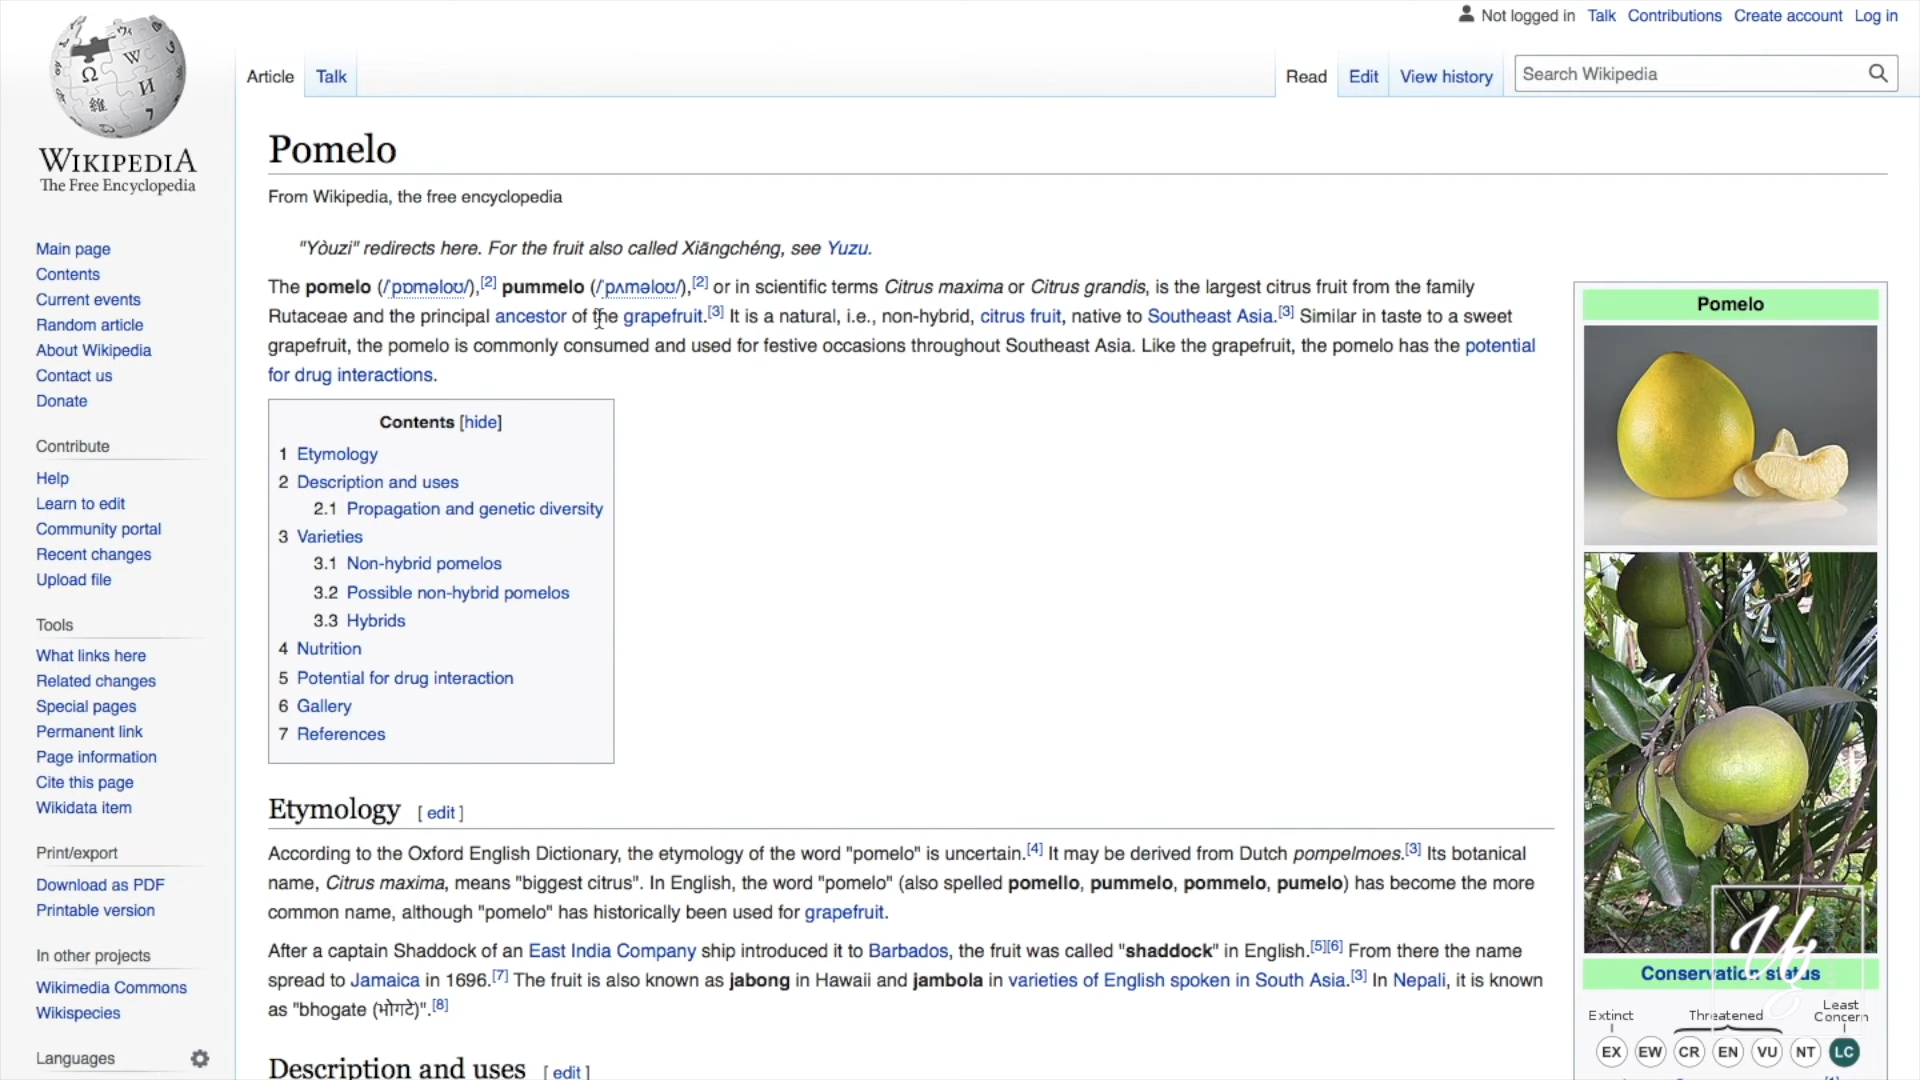 Not logged in Talk Contributions Create account Log in
Article Talk Read Edit View history Search Wikipedia
WIKIPEDIA
The Free Encyclopedia
Main page
Contents
Current events
Random article
About Wikipedia
Contact us
Donate
Contribute
Help
Learn to edit
Community portal
Recent changes
Upload file
Tools
What links here
Related changes
Special pages
Permanent link
Page information
Cite this page
Wikidata item
Print/export
Download as PDF
Printable version
In other projects
Wikimedia Commons
Wikispecies
Languages
Pomelo
From Wikipedia, the free encyclopedia
"Yòuzi" redirects here. For the fruit also called Xiāngchéng, see Yuzu.
The pomelo (/ˈpɒməloʊ/),[2] pummelo (/ˈpʌməloʊ/),[2] or in scientific terms Citrus maxima or Citrus grandis, is the largest citrus fruit from the family
Rutaceae and the principal ancestor of the grapefruit.[3] It is a natural, i.e., non-hybrid, citrus fruit, native to Southeast Asia.[3] Similar in taste to a sweet
grapefruit, the pomelo is commonly consumed and used for festive occasions throughout Southeast Asia. Like the grapefruit, the pomelo has the potential
for drug interactions.
Contents [hide]
1 Etymology
2 Description and uses
2.1 Propagation and genetic diversity
3 Varieties
3.1 Non-hybrid pomelos
3.2 Possible non-hybrid pomelos
3.3 Hybrids
4 Nutrition
5 Potential for drug interaction
6 Gallery
7 References
Etymology [ edit ]
According to the Oxford English Dictionary, the etymology of the word "pomelo" is uncertain.[4] It may be derived from Dutch pompelmoes.[3] Its botanical
name, Citrus maxima, means "biggest citrus". In English, the word "pomelo" (also spelled pomello, pummelo, pommelo, pumelo) has become the more
common name, although "pomelo" has historically been used for grapefruit.
After a captain Shaddock of an East India Company ship introduced it to Barbados, the fruit was called "shaddock" in English.[5][6] From there the name
spread to Jamaica in 1696.[7] The fruit is also known as jabong in Hawaii and jambola in varieties of English spoken in South Asia.[3] In Nepali, it is known
as "bhogate (भोगटे)".[8]
Description and uses [ edit ]
Pomelo
Conservation status
Extinct Threatened Least
Concern
EX EW CR EN VU NT LC